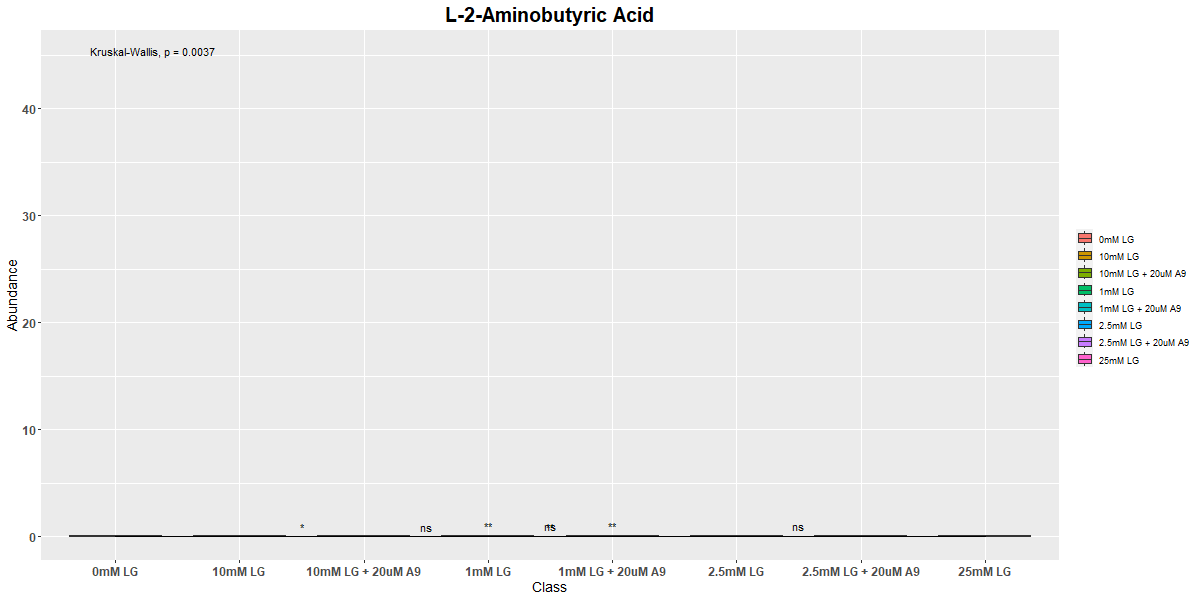 L-2-Aminobutyric Acid
Kruskal-Wallis, p = 0.0037
Abundance
40
30
20
10
0
* ns ** ns ** ns
0mM LG 10mM LG 10mM LG + 20uM A9 1mM LG 1mM LG + 20uM A9 2.5mM LG 2.5mM LG + 20uM A9 25mM LG
Class
0mM LG
10mM LG
10mM LG + 20uM A9
1mM LG
1mM LG + 20uM A9
2.5mM LG
2.5mM LG + 20uM A9
25mM LG